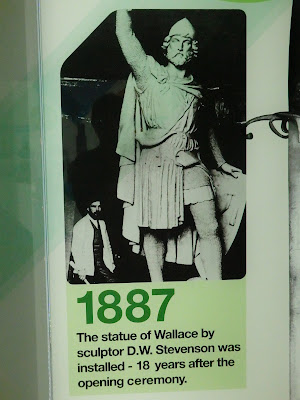 1887
The statue of Wallace by
sculptor D.W. Stevenson was
installed - 18 years after the
opening ceremony.